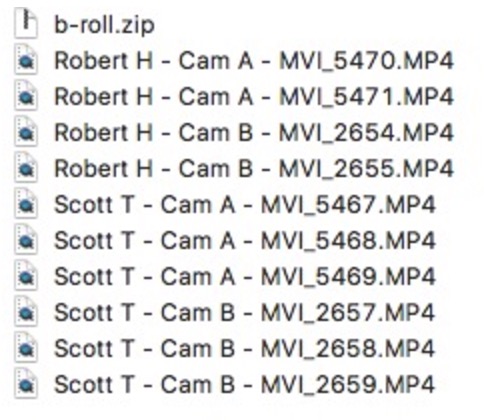 b-roll.zip
Robert H - Cam A - MVI_5470.MP4
Robert H - Cam A - MVI_5471.MP4
Robert H - Cam B - MVI_2654.MP4
Robert H - Cam B - MVI_2655.MP4
Scott T - Cam A - MVI_5467.MP4
Scott T - Cam A - MVI_5468.MP4
Scott T - Cam A - MVI_5469.MP4
Scott T - Cam B - MVI_2657.MP4
Scott T - Cam B - MVI_2658.MP4
Scott T - Cam B - MVI_2659.MP4